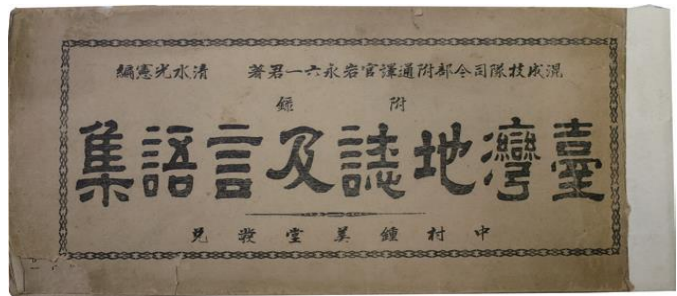 混成枝隊司令部附通譯官岩永六一君著 清水光憲編
附錄
臺灣地誌及言語集
中村鍾美堂發兌